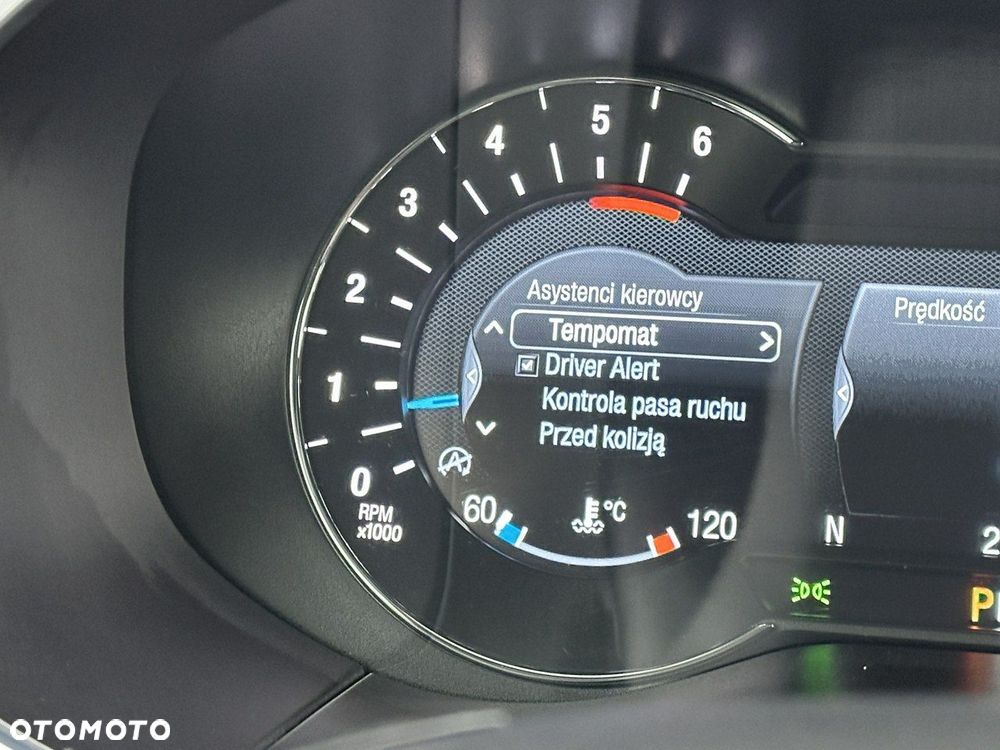 5
4
6
3
2
1
0
RPM
x1000
Asystenci kierowcy
Tempomat
Driver Alert
Kontrola pasa ruchu
Przed kolizją
Prędkość
60
°C
120
N
2
P
OTOMOTO